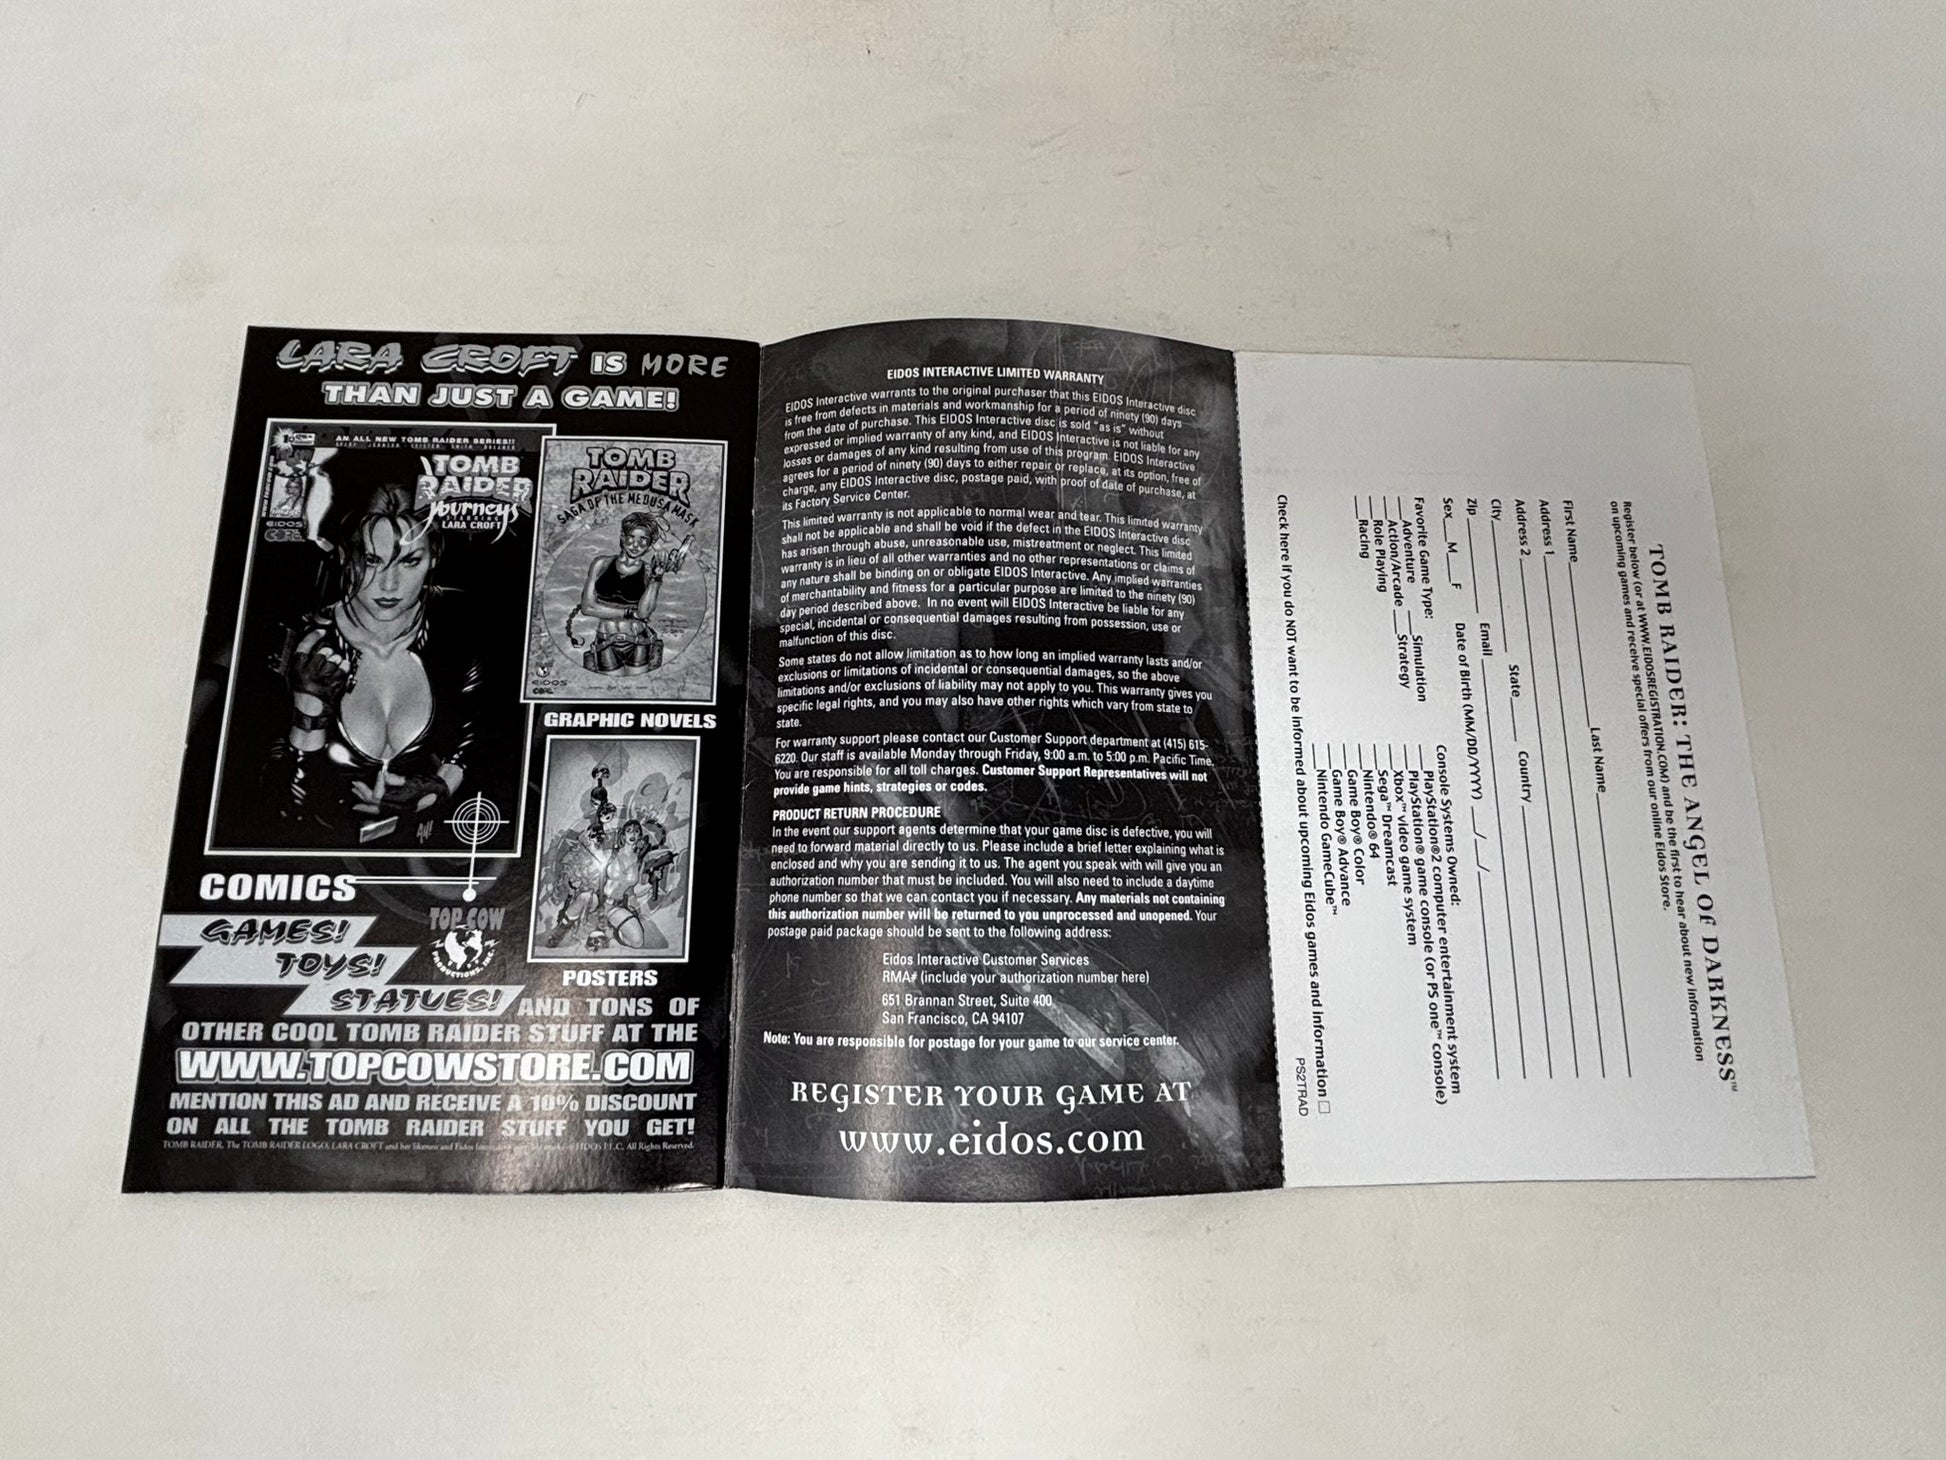 LARA CROFT IS MORE
THAN JUST A GAME!
AN ALL NEW TOMB RAIDER SERIES!!
TOMB
RAIDER
Journeys
LARA CROFT
EIDOS
TOMB
RAIDER
SAGA OF THE MEDUSA MASK
EIDOS
CORE
GRAPHIC NOVELS
COMICS
POSTERS
TOP COW
PRODUCTIONS, INC.
GAMES!
TOYS!
STATUES! AND TONS OF
OTHER COOL TOMB RAIDER STUFF AT THE
WWW.TOPCOWSTORE.COM
MENTION THIS AD AND RECEIVE A 10% DISCOUNT
ON ALL THE TOMB RAIDER STUFF YOU GET!
TOMB RAIDER, The TOMB RAIDER LOGO, LARA CROFT and her likeness and Eidos EIDOS P.L.C. All Rights Reserved.
EIDOS INTERACTIVE LIMITED WARRANTY
EIDOS Interactive warrants to the original purchaser that this EIDOS Interactive disc
is free from defects in materials and workmanship for a period of ninety (90) days
from the date of purchase. This EIDOS Interactive disc is sold "as is" without
expressed or implied warranty of any kind, and EIDOS Interactive is not liable for any
losses or damages of any kind resulting from use of this program. EIDOS Interactive
agrees for a period of ninety (90) days to either repair or replace, at its option, free of
charge, any EIDOS Interactive disc, postage paid, with proof of date of purchase, at
its Factory Service Center.
This limited warranty is not applicable to normal wear and tear. This limited warranty
shall not be applicable and shall be void if the defect in the EIDOS Interactive disc
has arisen through abuse, unreasonable use, mistreatment or neglect. This limited
warranty is in lieu of all other warranties and no other representations or claims of
any nature shall be binding on or obligate EIDOS Interactive. Any implied warranties
of merchantability and fitness for a particular purpose are limited to the ninety (90)
day period described above. In no event will EIDOS Interactive be liable for any
special, incidental or consequential damages resulting from possession, use or
malfunction of this disc.
Some states do not allow limitation as to how long an implied warranty lasts and/or
exclusions or limitations of incidental or consequential damages, so the above
limitations and/or exclusions of liability may not apply to you. This warranty gives you
specific legal rights, and you may also have other rights which vary from state to
state.
For warranty support please contact our Customer Support department at (415) 615-
6220. Our staff is available Monday through Friday, 9:00 a.m. to 5:00 p.m. Pacific Time.
You are responsible for all toll charges. Customer Support Representatives will not
provide game hints, strategies or codes.
PRODUCT RETURN PROCEDURE
In the event our support agents determine that your game disc is defective, you will
need to forward material directly to us. Please include a brief letter explaining what is
enclosed and why you are sending it to us. The agent you speak with will give you an
authorization number that must be included. You will also need to include a daytime
phone number so that we can contact you if necessary. Any materials not containing
this authorization number will be returned to you unprocessed and unopened. Your
postage paid package should be sent to the following address:
Eidos Interactive Customer Services
RMA# (include your authorization number here)
651 Brannan Street, Suite 400
San Francisco, CA 94107
Note: You are responsible for postage for your game to our service center.
REGISTER YOUR GAME AT
www.eidos.com
TOMB RAIDER: THE ANGEL OF DARKNESS™
Register below (or at WWW.EIDOSREGISTRATION.COM) and be the first to hear about new information
on upcoming games and receive special offers from our online Eidos Store.
First Name Last Name
Address 1
Address 2
City State Country
Zip Email
Sex M F Date of Birth (MM/DD/YYYY) / /
Favorite Game Type: Console Systems Owned:
Adventure Simulation PlayStation®2 computer entertainment system
Action/Arcade Strategy PlayStation® game console (or PS one™ console)
Role Playing Xbox™ video game system
Racing Sega™ Dreamcast
Nintendo® 64
Game Boy® Color
Game Boy® Advance
Nintendo GameCube™
Check here if you do NOT want to be informed about upcoming Eidos games and information
PS2TRAD